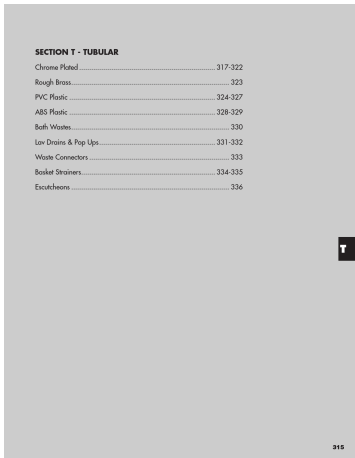 SECTION T - TUBULAR
Chrome Plated ........................................................................ 317-322
Rough Brass.................................................................................... 323
PVC Plastic ............................................................................. 324-327
ABS Plastic ............................................................................. 328-329
Bath Wastes.................................................................................... 330
Lav Drains & Pop Ups.............................................................. 331-332
Waste Connectors .......................................................................... 333
Basket Strainers....................................................................... 334-335
Escutcheons .................................................................................... 336
T
315